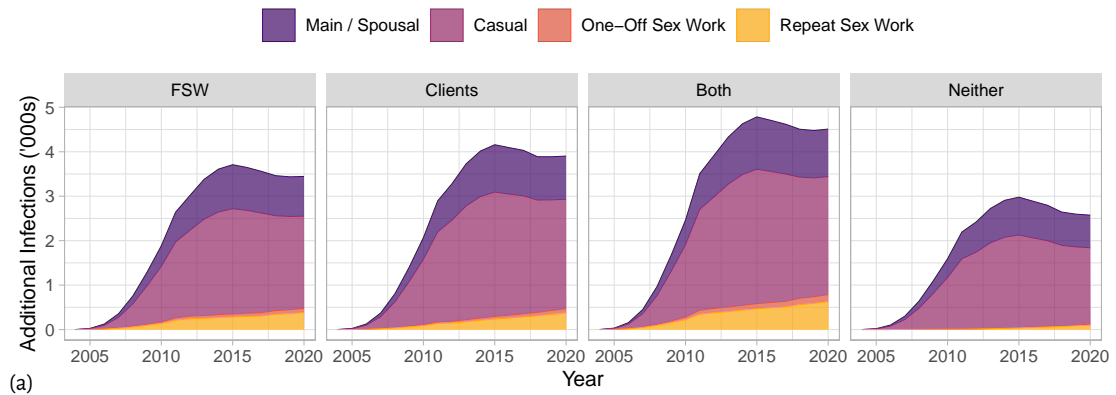 Main / Spousal Casual One−Off Sex Work Repeat Sex Work
FSW Clients Both Neither
Additional Infections ('000s)
5
4
3
2
1
0
2005 2010 2015 2020 2005 2010 2015 2020 2005 2010 2015 2020 2005 2010 2015 2020
Year
(a)